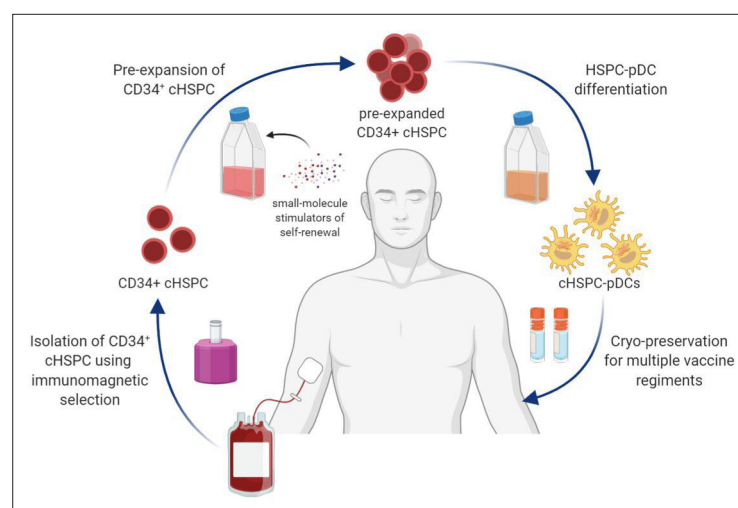 Pre-expansion of
CD34⁺ cHSPC
pre-expanded
CD34+ cHSPC
HSPC-pDC
differentiation
small-molecule
stimulators of
self-renewal
CD34+ cHSPC
cHSPC-pDCs
Isolation of CD34⁺
cHSPC using
immunomagnetic
selection
Cryo-preservation
for multiple vaccine
regiments